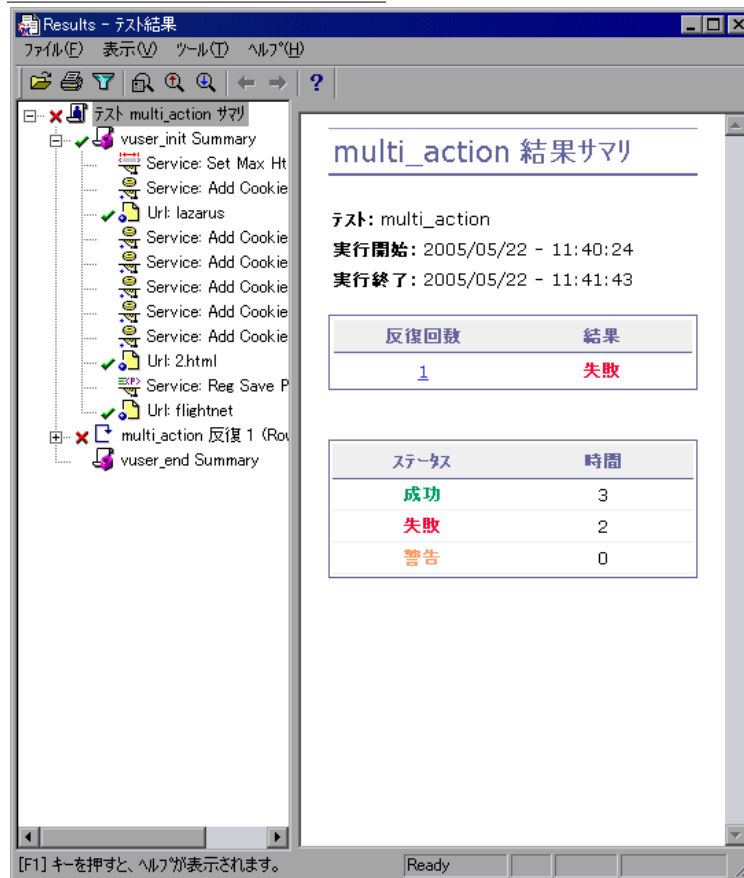 Results - テスト結果
ファイル(F) 表示(V) ツール(T) ヘルプ(H)
テスト multi_action サマリ
vuser_init Summary
Service: Set Max Ht
Service: Add Cookie
Url: lazarus
Service: Add Cookie
Service: Add Cookie
Service: Add Cookie
Service: Add Cookie
Service: Add Cookie
Url: 2.html
Service: Reg Save P
Url: flightnet
multi_action 反復 1 (Rou
vuser_end Summary
multi_action 結果サマリ
テスト: multi_action
実行開始: 2005/05/22 - 11:40:24
実行終了: 2005/05/22 - 11:41:43
反復回数 結果
1 失敗
ステータス 時間
成功 3
失敗 2
警告 0
[F1] キーを押すと、ヘルプが表示されます。 Ready